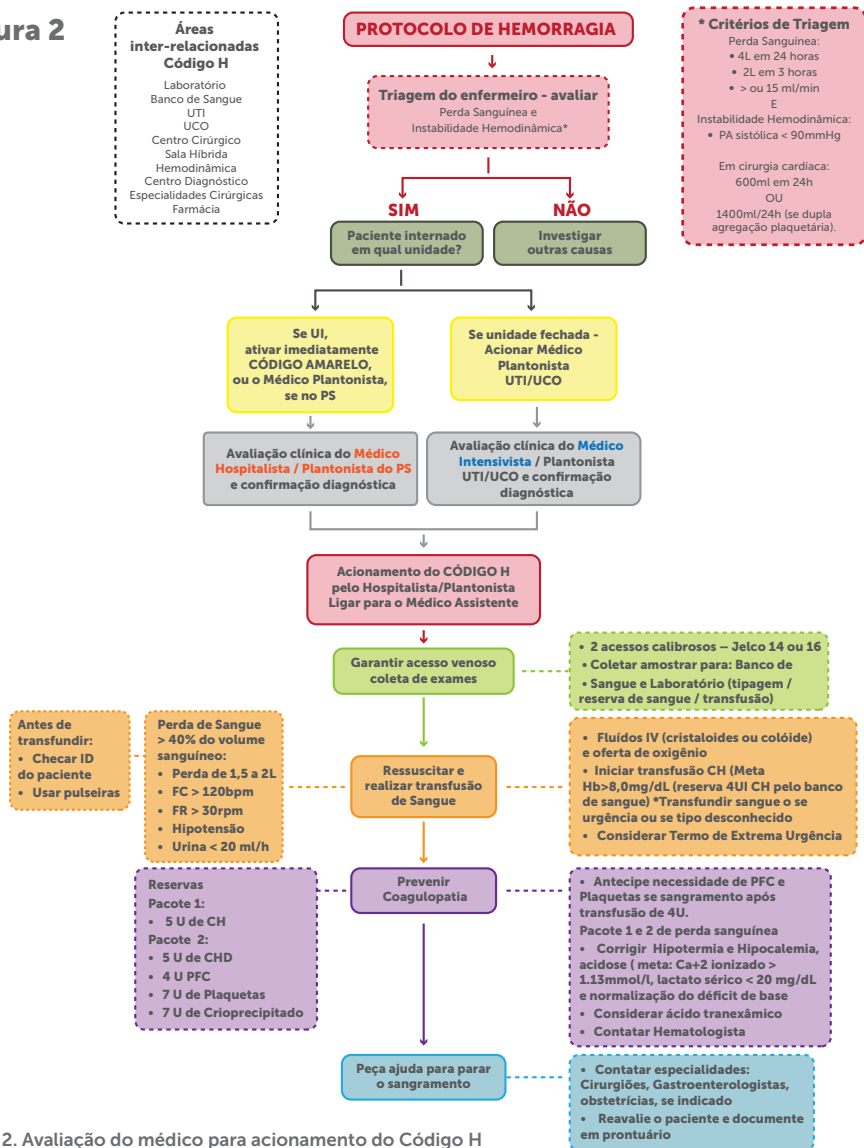 ura 2
Áreas
inter-relacionadas
Código H
Laboratório
Banco de Sangue
UTI
UCO
Centro Cirúrgico
Sala Híbrida
Hemodinâmica
Centro Diagnóstico
Especialidades Cirúrgicas
Farmácia
PROTOCOLO DE HEMORRAGIA
Triagem do enfermeiro - avaliar
Perda Sanguínea e
Instabilidade Hemodinâmica*
* Critérios de Triagem
Perda Sanguínea:
• 4L em 24 horas
• 2L em 3 horas
• > ou 15 ml/min
E
Instabilidade Hemodinâmica:
• PA sistólica < 90mmHg
Em cirurgia cardíaca:
600ml em 24h
OU
1400ml/24h (se dupla
agregação plaquetária).
SIM
NÃO
Paciente internado
em qual unidade?
Investigar
outras causas
Se UI,
ativar imediatamente
CÓDIGO AMARELO,
ou o Médico Plantonista,
se no PS
Se unidade fechada -
Acionar Médico
Plantonista
UTI/UCO
Avaliação clínica do Médico
Hospitalista / Plantonista do PS
e confirmação diagnóstica
Avaliação clínica do Médico
Intensivista / Plantonista
UTI/UCO e confirmação
diagnóstica
Acionamento do CÓDIGO H
pelo Hospitalista/Plantonista
Ligar para o Médico Assistente
Garantir acesso venoso
coleta de exames
• 2 acessos calibrosos – Jelco 14 ou 16
• Coletar amostrar para: Banco de
• Sangue e Laboratório (tipagem /
reserva de sangue / transfusão)
Antes de
transfundir:
• Checar ID
do paciente
• Usar pulseiras
Perda de Sangue
> 40% do volume
sanguíneo:
• Perda de 1,5 a 2L
• FC > 120bpm
• FR > 30rpm
• Hipotensão
• Urina < 20 ml/h
Ressuscitar e
realizar transfusão
de Sangue
• Fluídos IV (cristaloides ou colóide)
e oferta de oxigênio
• Iniciar transfusão CH (Meta
Hb>8,0mg/dL (reserva 4UI CH pelo banco
de sangue) *Transfundir sangue o se
urgência ou se tipo desconhecido
• Considerar Termo de Extrema Urgência
Reservas
Pacote 1:
• 5 U de CH
Pacote 2:
• 5 U de CHD
• 4 U PFC
• 7 U de Plaquetas
• 7 U de Crioprecipitado
Prevenir
Coagulopatia
• Antecipe necessidade de PFC e
Plaquetas se sangramento após
transfusão de 4U.
Pacote 1 e 2 de perda sanguínea
• Corrigir Hipotermia e Hipocalemia,
acidose ( meta: Ca+2 ionizado >
1.13mmol/l, lactato sérico < 20 mg/dL
e normalização do déficit de base
• Considerar ácido tranexâmico
• Contatar Hematologista
Peça ajuda para parar
o sangramento
• Contatar especialidades:
Cirurgiões, Gastroenterologistas,
obstetrícias, se indicado
• Reavalie o paciente e documente
em prontuário
2. Avaliação do médico para acionamento do Código H